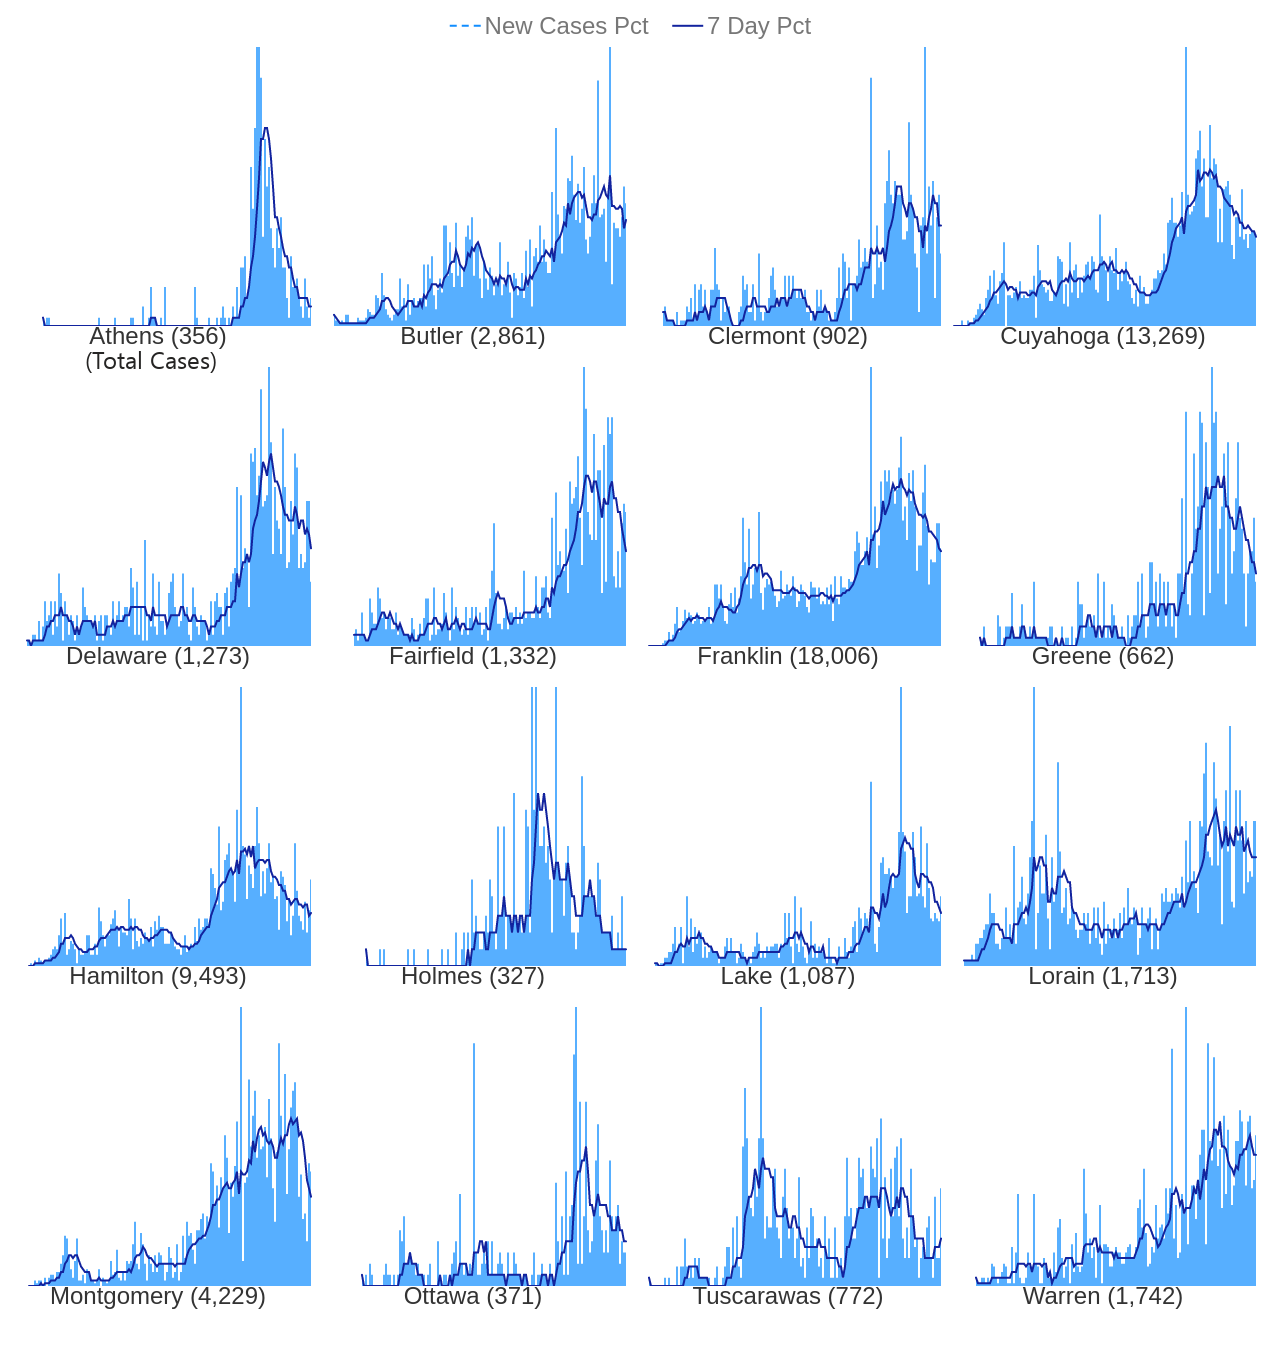 New Cases Pct 7 Day Pct
Athens (356) Butler (2,861) Clermont (902) Cuyahoga (13,269)
(Total Cases)
Delaware (1,273) Fairfield (1,332) Franklin (18,006) Greene (662)
Hamilton (9,493) Holmes (327) Lake (1,087) Lorain (1,713)
Montgomery (4,229) Ottawa (371) Tuscarawas (772) Warren (1,742)